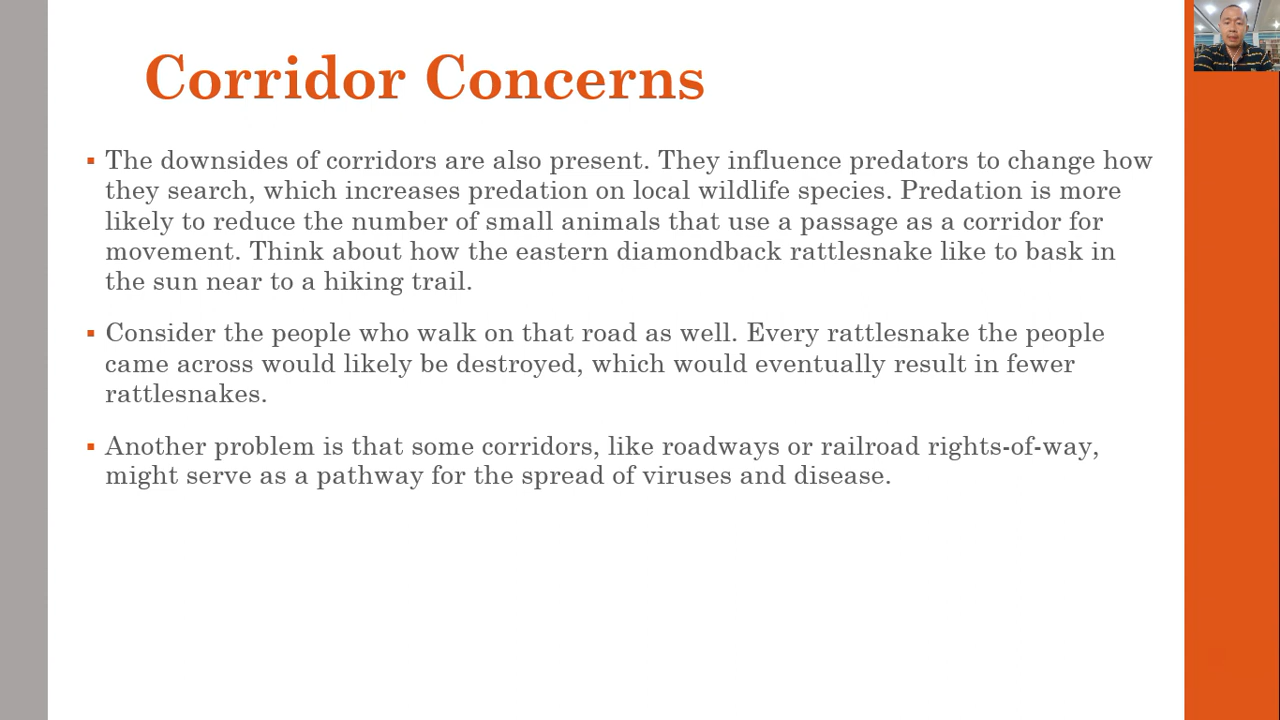 Corridor Concerns
▪ The downsides of corridors are also present. They influence predators to change how
they search, which increases predation on local wildlife species. Predation is more
likely to reduce the number of small animals that use a passage as a corridor for
movement. Think about how the eastern diamondback rattlesnake like to bask in
the sun near to a hiking trail.
▪ Consider the people who walk on that road as well. Every rattlesnake the people
came across would likely be destroyed, which would eventually result in fewer
rattlesnakes.
▪ Another problem is that some corridors, like roadways or railroad rights-of-way,
might serve as a pathway for the spread of viruses and disease.